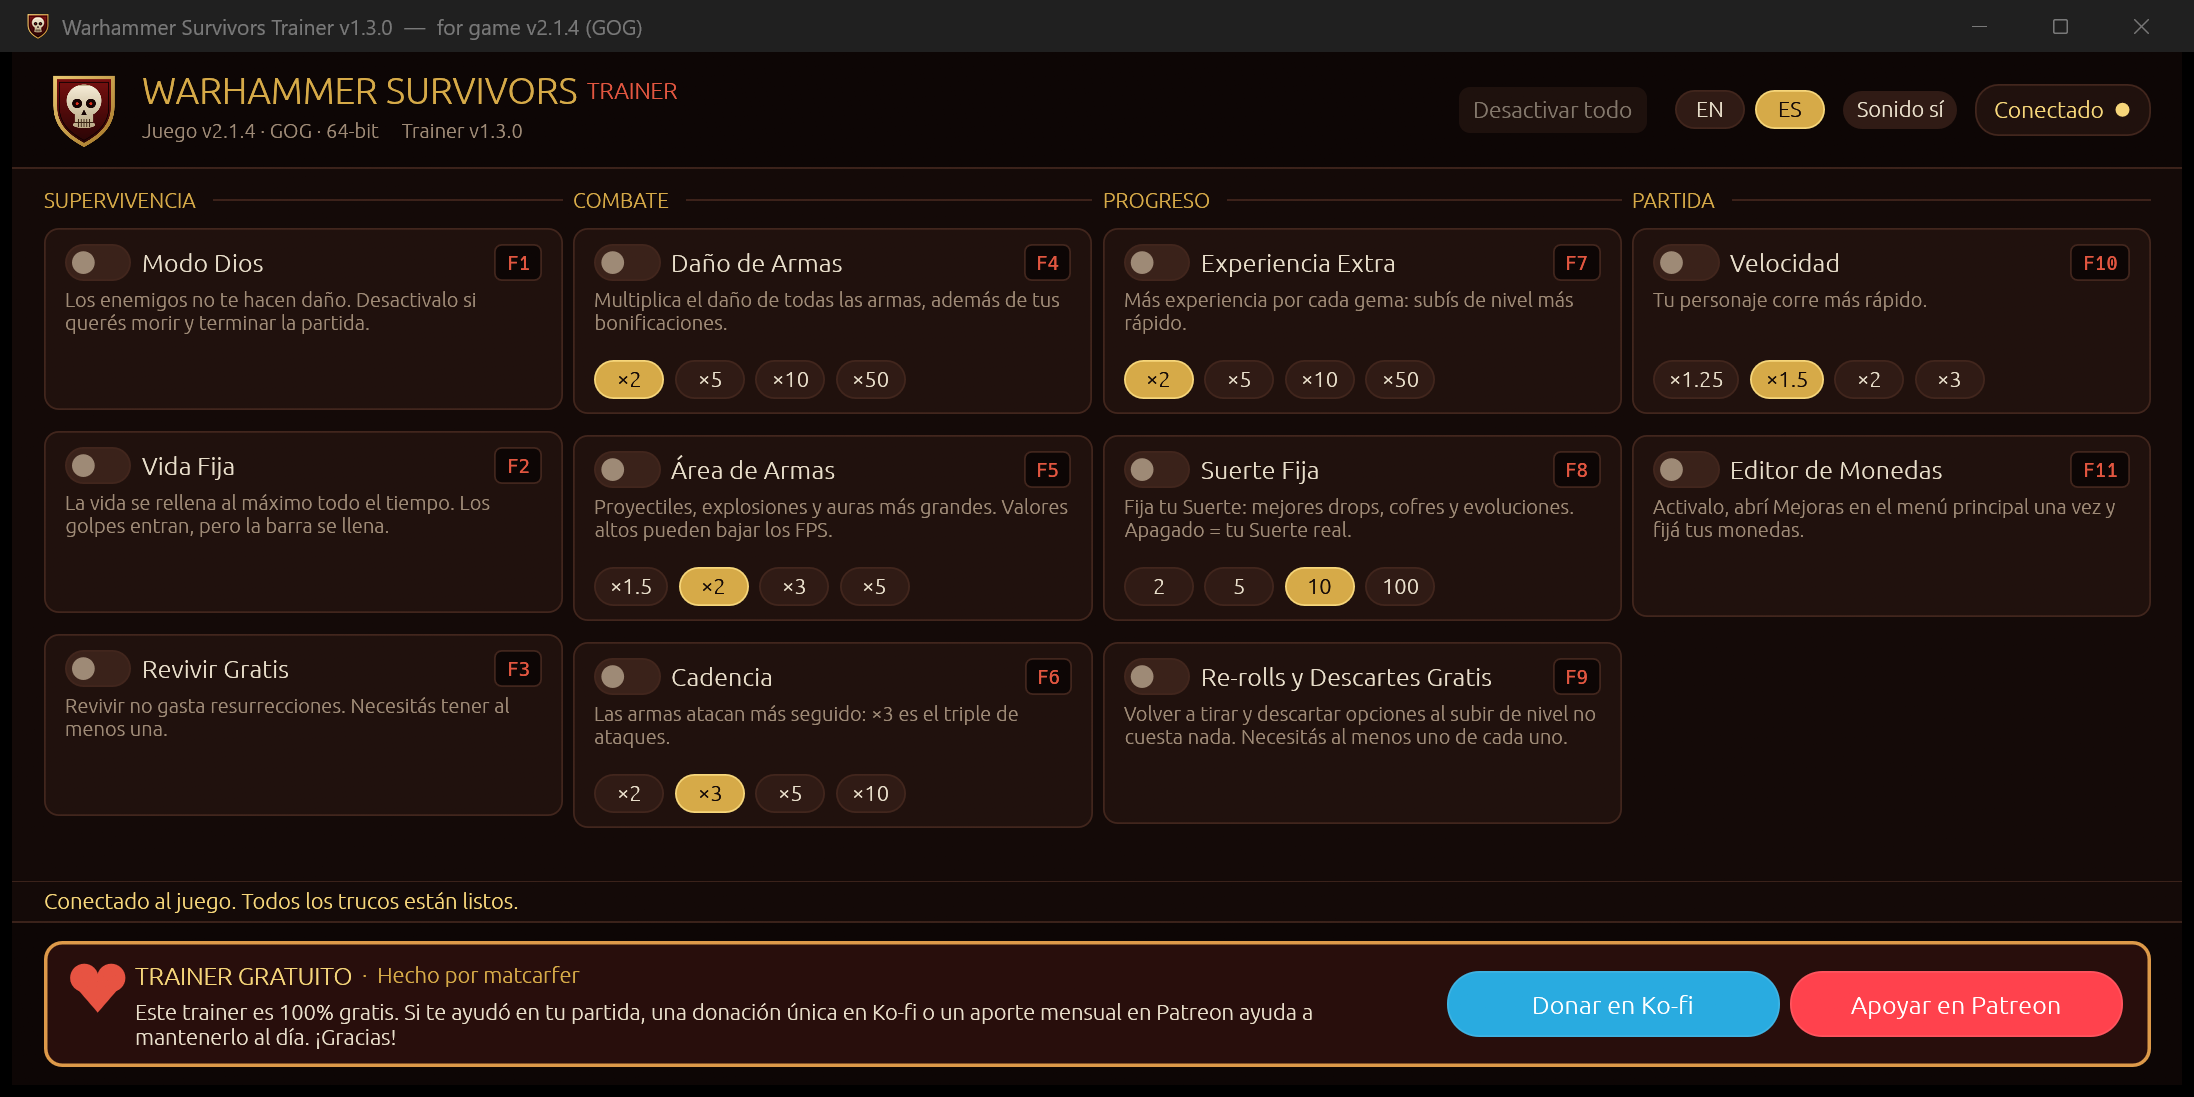 Warhammer Survivors Trainer v1.3.0 — for game v2.1.4 (GOG)
WARHAMMER SURVIVORS TRAINER
Juego v2.1.4 · GOG · 64-bit Trainer v1.3.0
Desactivar todo
EN
ES
Sonido sí
Conectado
SUPERVIVENCIA
Modo Dios
F1
Los enemigos no te hacen daño. Desactivalo si
querés morir y terminar la partida.
Vida Fija
F2
La vida se rellena al máximo todo el tiempo. Los
golpes entran, pero la barra se llena.
Revivir Gratis
F3
Revivir no gasta resurrecciones. Necesitás tener al
menos una.
COMBATE
Daño de Armas
F4
Multiplica el daño de todas las armas, además de tus
bonificaciones.
×2 ×5 ×10 ×50
Área de Armas
F5
Proyectiles, explosiones y auras más grandes. Valores
altos pueden bajar los FPS.
×1.5 ×2 ×3 ×5
Cadencia
F6
Las armas atacan más seguido: ×3 es el triple de
ataques.
×2 ×3 ×5 ×10
PROGRESO
Experiencia Extra
F7
Más experiencia por cada gema: subís de nivel más
rápido.
×2 ×5 ×10 ×50
Suerte Fija
F8
Fija tu Suerte: mejores drops, cofres y evoluciones.
Apagado = tu Suerte real.
2 5 10 100
Re-rolls y Descartes Gratis
F9
Volver a tirar y descartar opciones al subir de nivel no
cuesta nada. Necesitás al menos uno de cada uno.
PARTIDA
Velocidad
F10
Tu personaje corre más rápido.
×1.25 ×1.5 ×2 ×3
Editor de Monedas
F11
Activalo, abrí Mejoras en el menú principal una vez y
fijá tus monedas.
Conectado al juego. Todos los trucos están listos.
TRAINER GRATUITO · Hecho por matcarfer
Este trainer es 100% gratis. Si te ayudó en tu partida, una donación única en Ko-fi o un aporte mensual en Patreon ayuda a
mantenerlo al día. ¡Gracias!
Donar en Ko-fi
Apoyar en Patreon